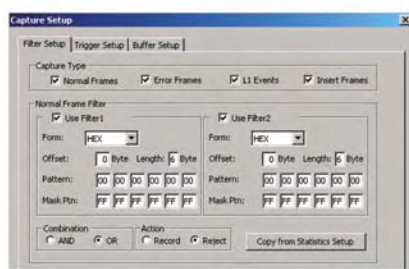 Capture Setup
Filter Setup Trigger Setup Buffer Setup
Capture Type
Normal Frames Error Frames L1 Events Insert Frames
Normal Frame Filter
Use Filter1 Use Filter2
Form: HEX Form: HEX
Offset: 0 Byte Length: 6 Byte Offset: 0 Byte Length: 6 Byte
Pattern: 00 00 00 00 00 00 Pattern: 00 00 00 00 00 00
Mask Ptn: FF FF FF FF FF FF Mask Ptn: FF FF FF FF FF FF
Combination Action
AND OR Record Reject Copy from Statistics Setup